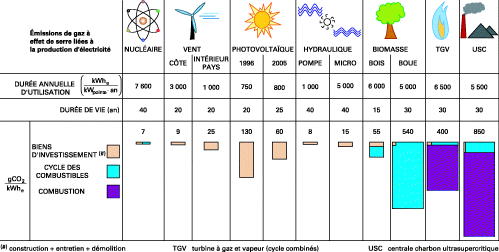 Émissions de gaz à
effet de serre liées à
la production d'électricité
NUCLÉAIRE VENT PHOTOVOLTAÏQUE HYDRAULIQUE BIOMASSE TGV USC
CÔTE INTÉRIEUR PAYS 1996 2005 POMPE MICRO BOIS BOUE
DURÉE ANNUELLE D'UTILISATION (kWhe / kWpointe · an) 7 600 3 000 1 000 750 800 1 000 5 000 6 000 5 000 6 500 5 500
DURÉE DE VIE (an) 40 20 20 20 25 40 40 15 30 30 30
7 9 25 130 60 8 15 55 540 400 850
gCO2 / kWhe
BIENS D'INVESTISSEMENT (#)
CYCLE DES COMBUSTIBLES
COMBUSTION
(#) construction + entretien + démolition TGV turbine à gaz et vapeur (cycle combinés) USC centrale charbon ultrasupercritique